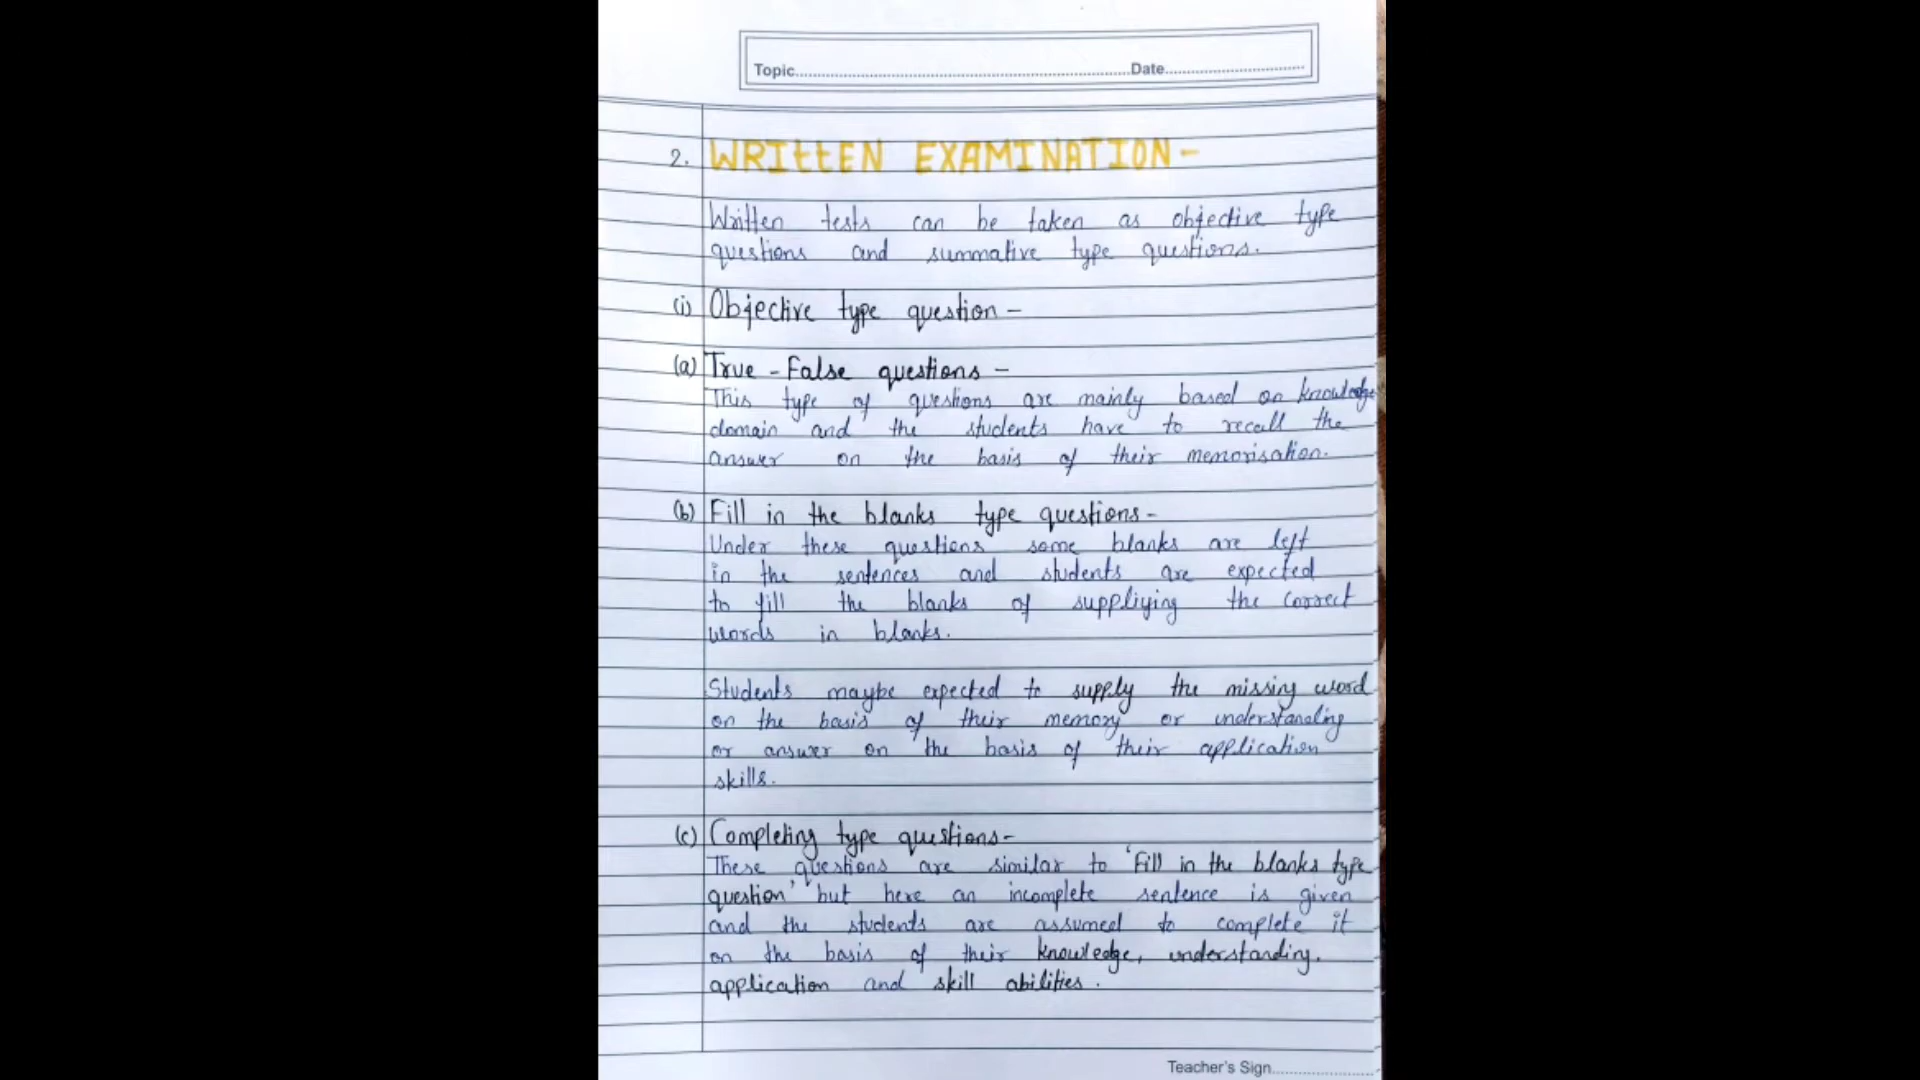 Topic Date
2. WRITTEN EXAMINATION -
Written tests can be taken as objective type
questions and summative type questions.
(i) Objective type question -
(a) True - False questions -
This type of questions are mainly based on knowledge
domain and the students have to recall the
answer on the basis of their memorisation.
(b) Fill in the blanks type questions -
Under these questions some blanks are left
in the sentences and students are expected
to fill the blanks of suppliying the correct
words in blanks.
Students maybe expected to supply the missing word
on the basis of their memory or understanding
or answer on the basis of their application
skills.
(c) Completing type questions -
These questions are similar to 'Fill in the blanks type
question' but here an incomplete sentence is given
and the students are assumed to complete it
on the basis of their knowledge, understanding,
application and skill abilities.
Teacher's Sign